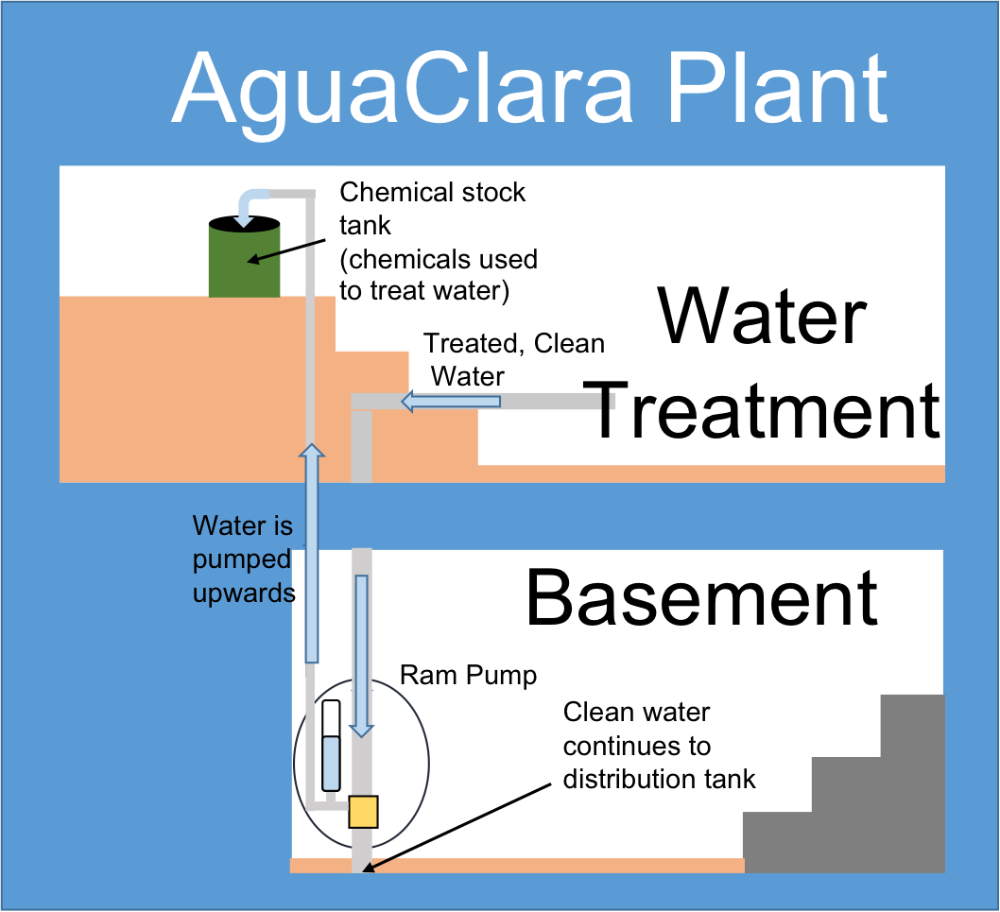 AguaClara Plant
Chemical stock
tank
(chemicals used
to treat water)
Water
Treatment
Treated, Clean
Water
Water is
pumped
upwards
Basement
Ram Pump
Clean water
continues to
distribution tank